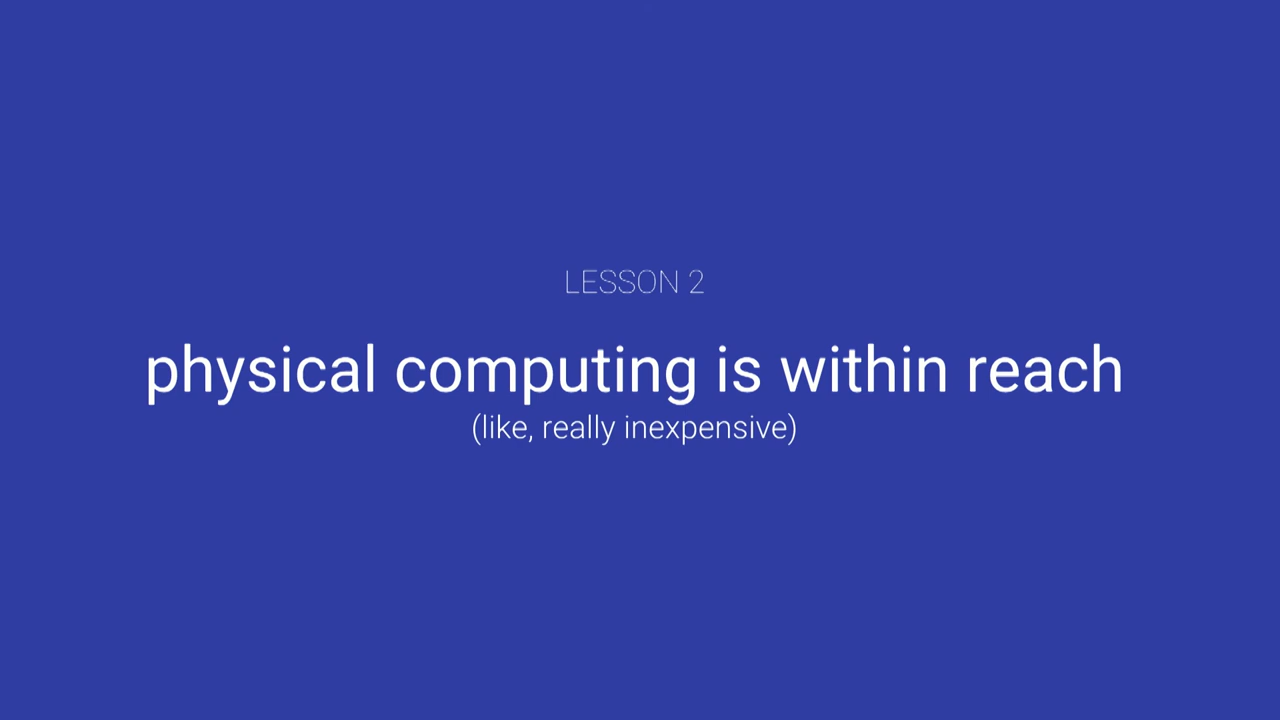 LESSON 2
physical computing is within reach
(like, really inexpensive)